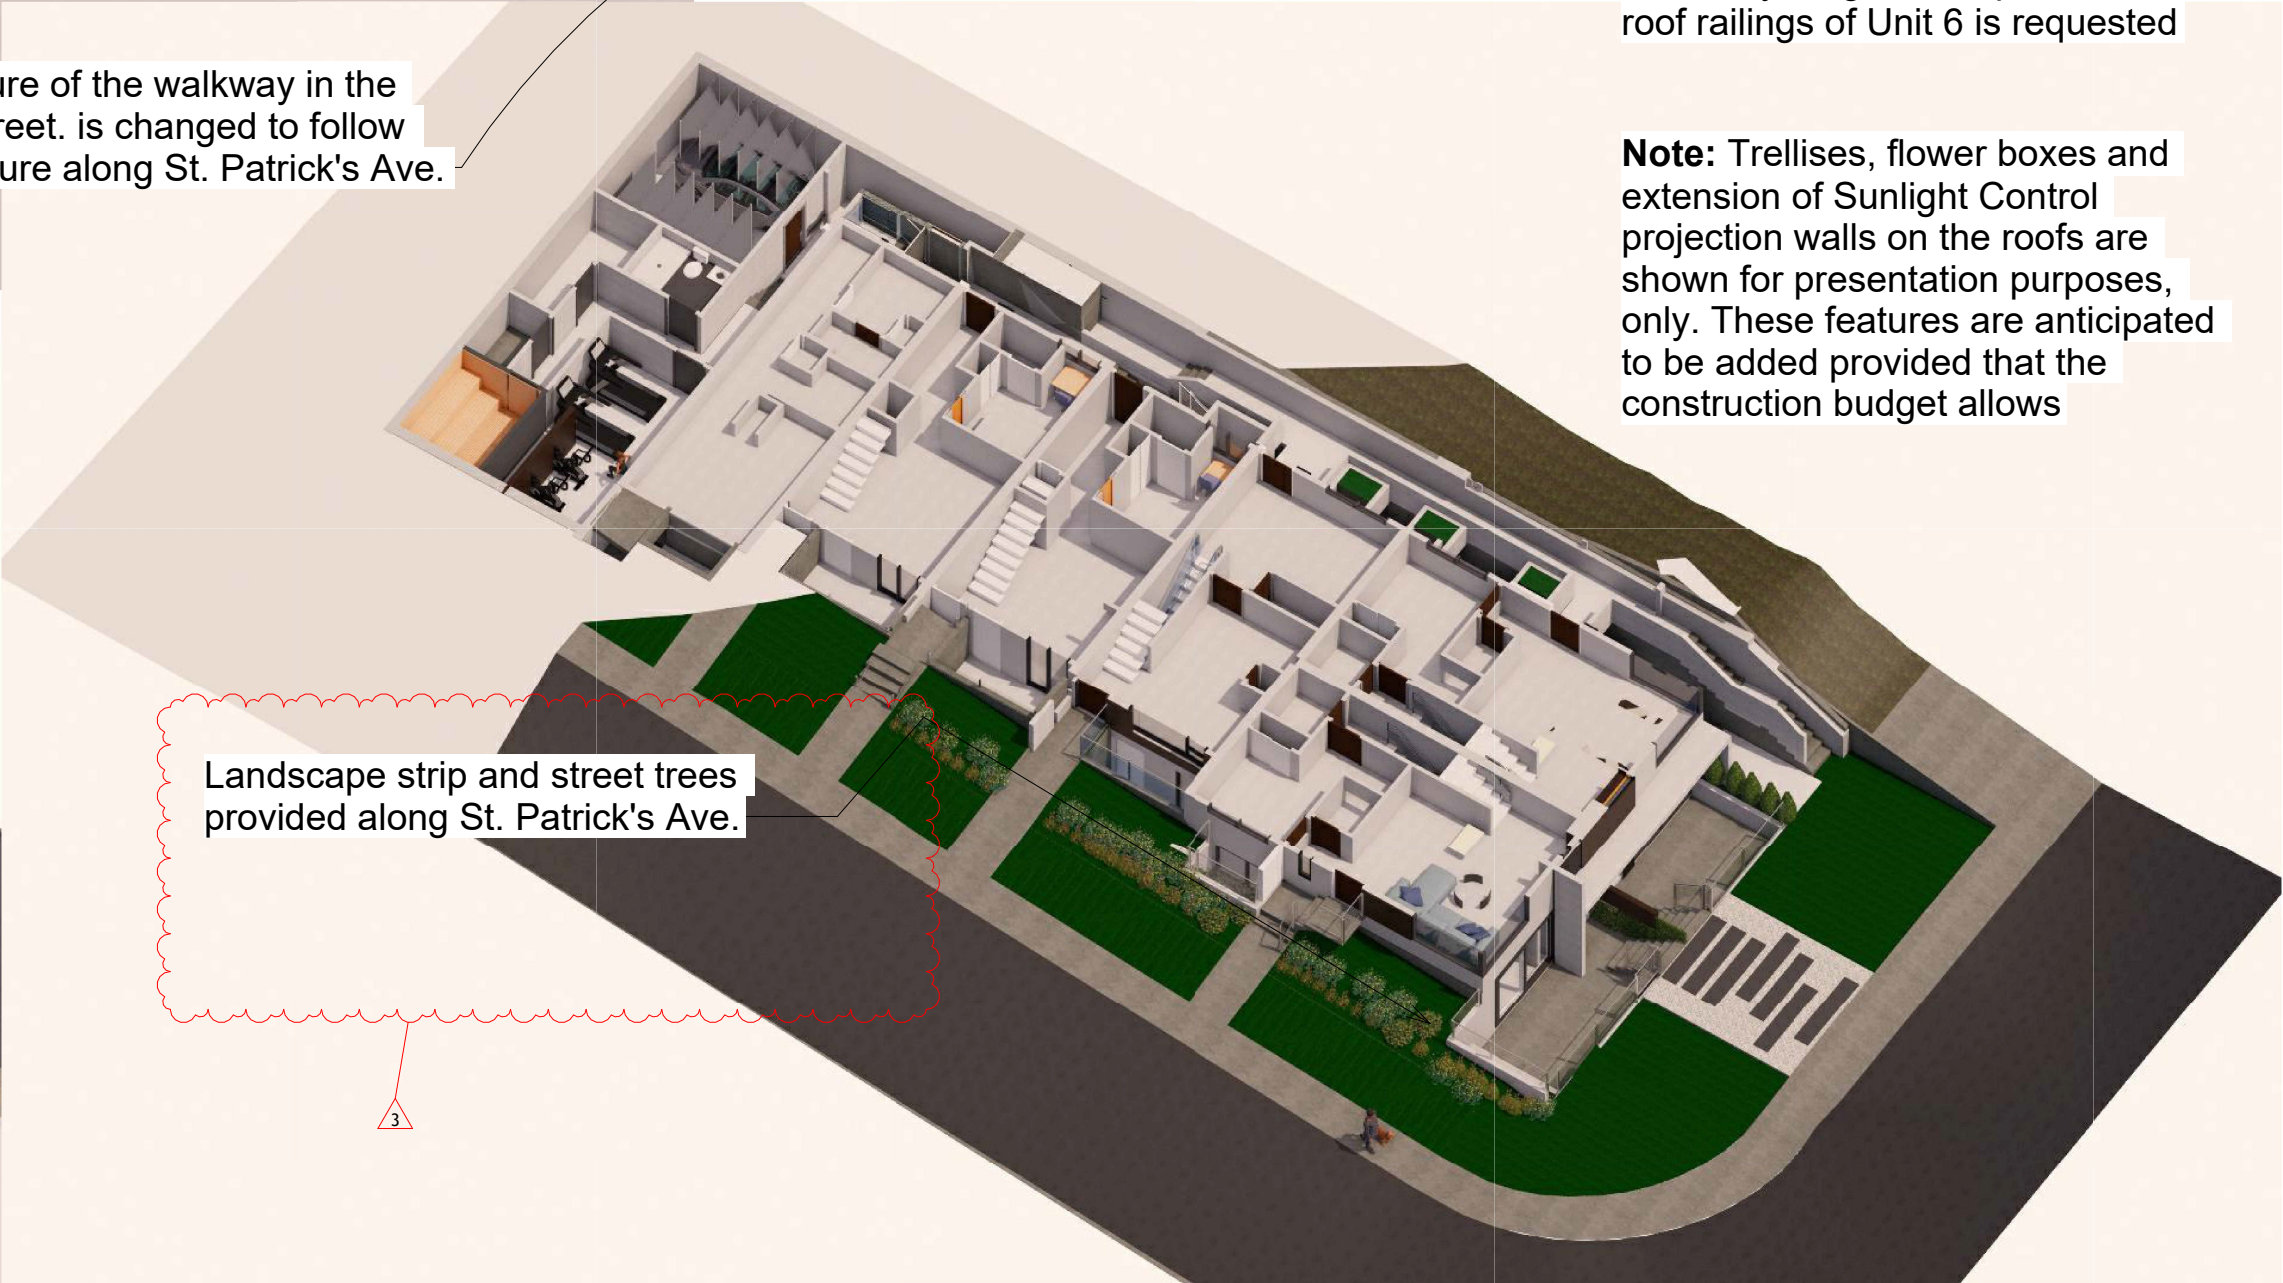 roof railings of Unit 6 is requested
ure of the walkway in the
reet. is changed to follow
ure along St. Patrick's Ave.
Note: Trellises, flower boxes and
extension of Sunlight Control
projection walls on the roofs are
shown for presentation purposes,
only. These features are anticipated
to be added provided that the
construction budget allows
Landscape strip and street trees
provided along St. Patrick's Ave.
3